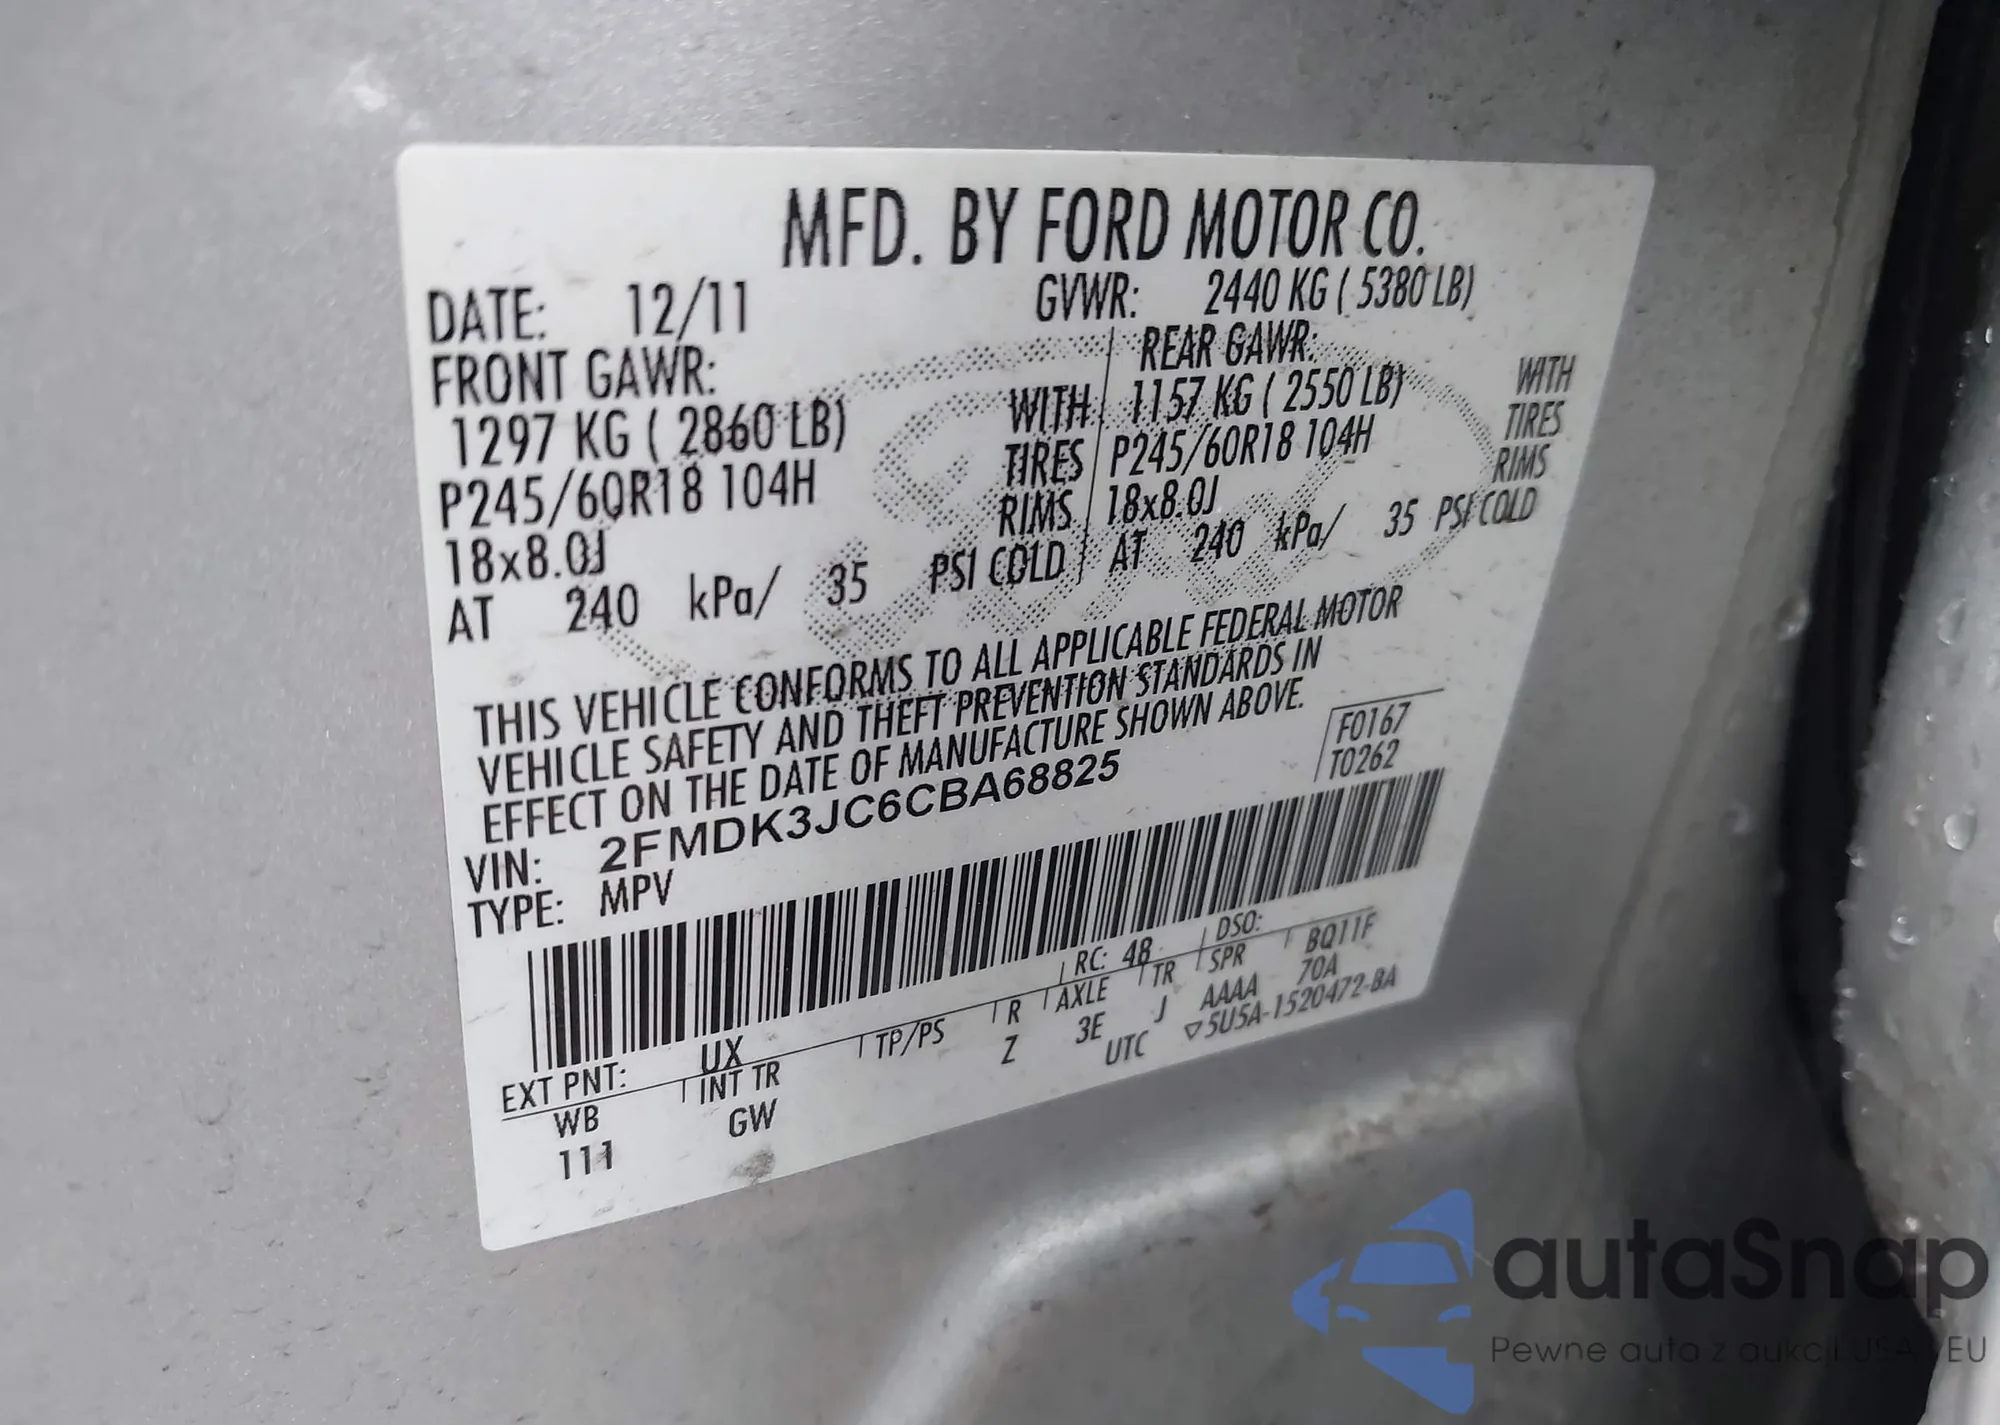 MFD. BY FORD MOTOR CO.
DATE: 12/11 GVWR: 2440 KG ( 5380 LB)
FRONT GAWR: REAR GAWR:
1297 KG ( 2860 LB) WITH 1157 KG ( 2550 LB) WITH
P245/60R18 104H TIRES P245/60R18 104H TIRES
18x8.0J RIMS 18x8.0J RIMS
AT 240 kPa/ 35 PSI COLD AT 240 kPa/ 35 PSI COLD
THIS VEHICLE CONFORMS TO ALL APPLICABLE FEDERAL MOTOR
VEHICLE SAFETY AND THEFT PREVENTION STANDARDS IN
EFFECT ON THE DATE OF MANUFACTURE SHOWN ABOVE.
F0167
T0262
VIN: 2FMDK3JC6CBA68825
TYPE: MPV
EXT PNT: UX RC: 48 DSO: BQ11F
WB INT TR TP/PS R AXLE TR SPR 70A
111 GW Z 3E J AAAA
UTC ▽5U5A-1520472-BA
autaSnap
Pewne auta z aukcji USA i EU